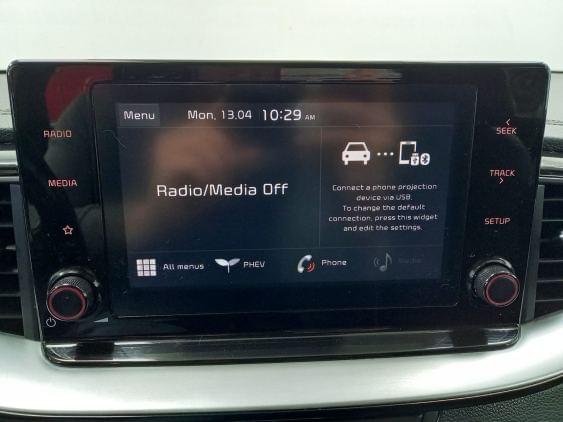 Menu Mon, 13.04 10:29 AM
RADIO
MEDIA
SEEK
TRACK
SETUP
Radio/Media Off
Connect a phone projection
device via USB.
To change the default
connection, press this widget
and edit the settings.
All menus PHEV Phone Media